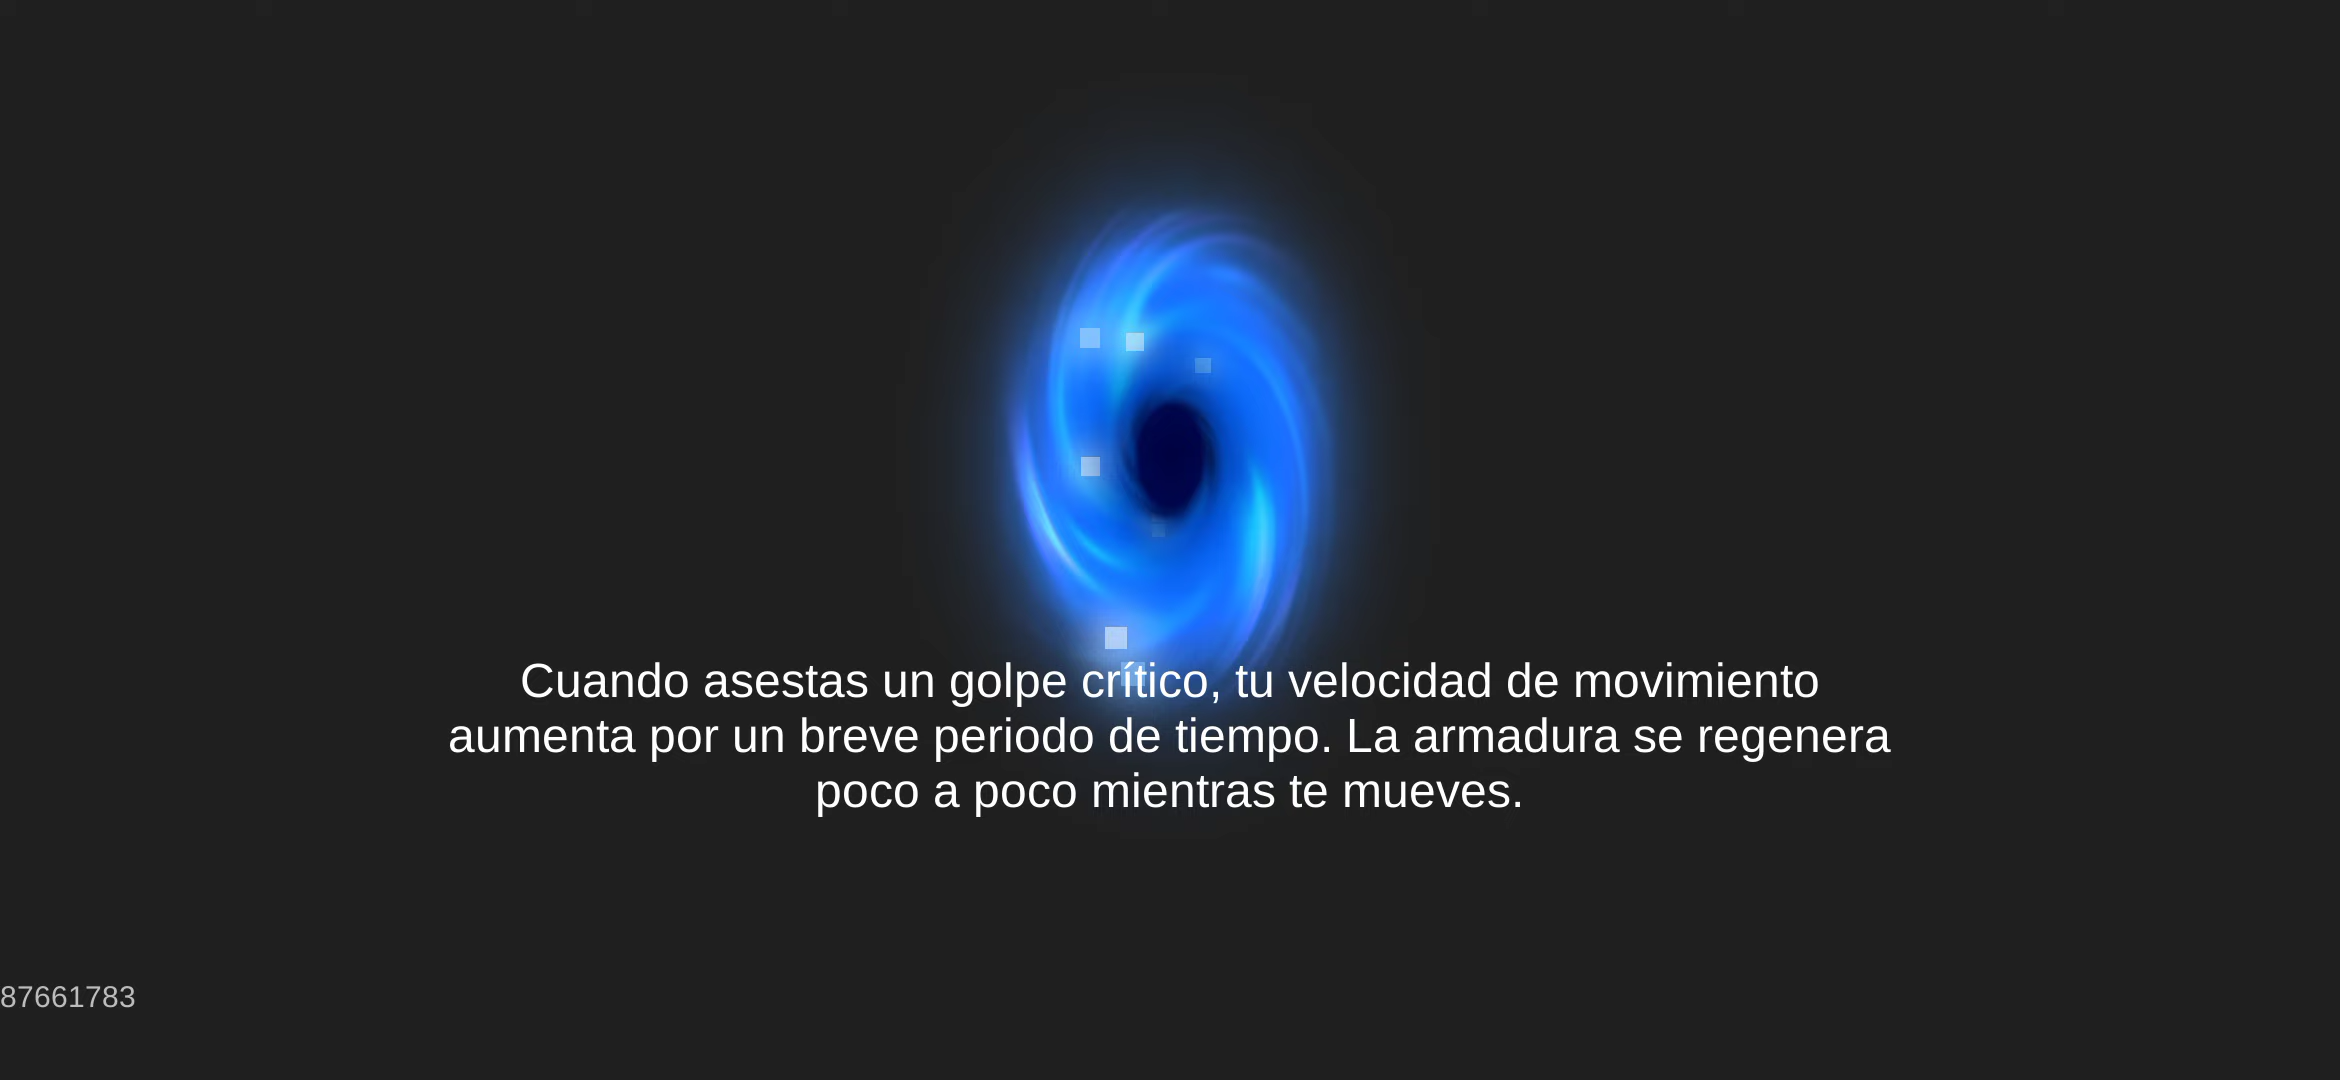 Cuando asestas un golpe crítico, tu velocidad de movimiento
aumenta por un breve periodo de tiempo. La armadura se regenera
poco a poco mientras te mueves.
87661783